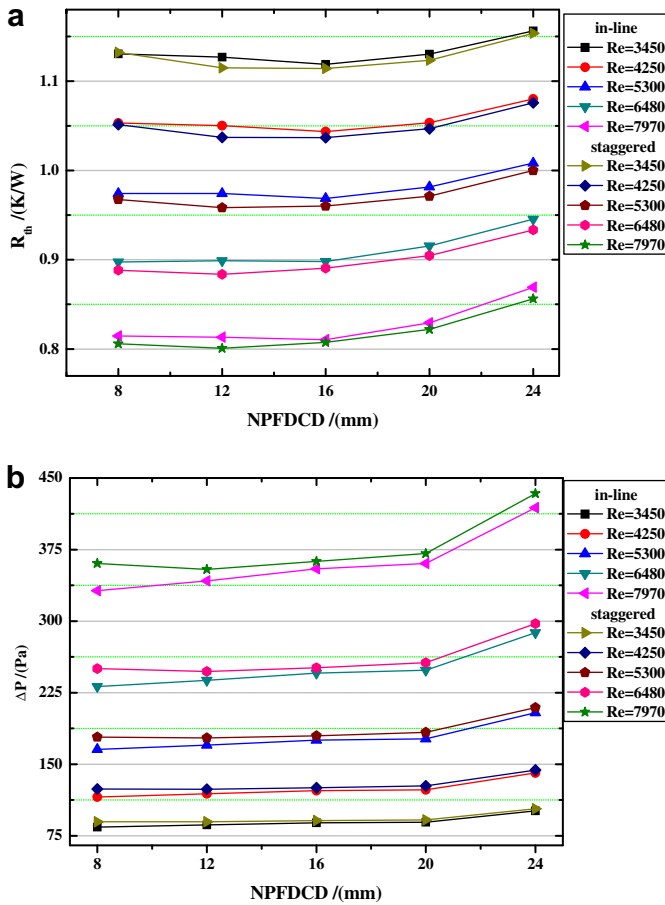 a
1.1
1.0
0.9
0.8
R_th /(K/W)
8 12 16 20 24
NPFDCD /(mm)
in-line
Re=3450
Re=4250
Re=5300
Re=6480
Re=7970
staggered
Re=3450
Re=4250
Re=5300
Re=6480
Re=7970
b
450
375
300
225
150
75
ΔP /(Pa)
8 12 16 20 24
NPFDCD /(mm)
in-line
Re=3450
Re=4250
Re=5300
Re=6480
Re=7970
staggered
Re=3450
Re=4250
Re=5300
Re=6480
Re=7970